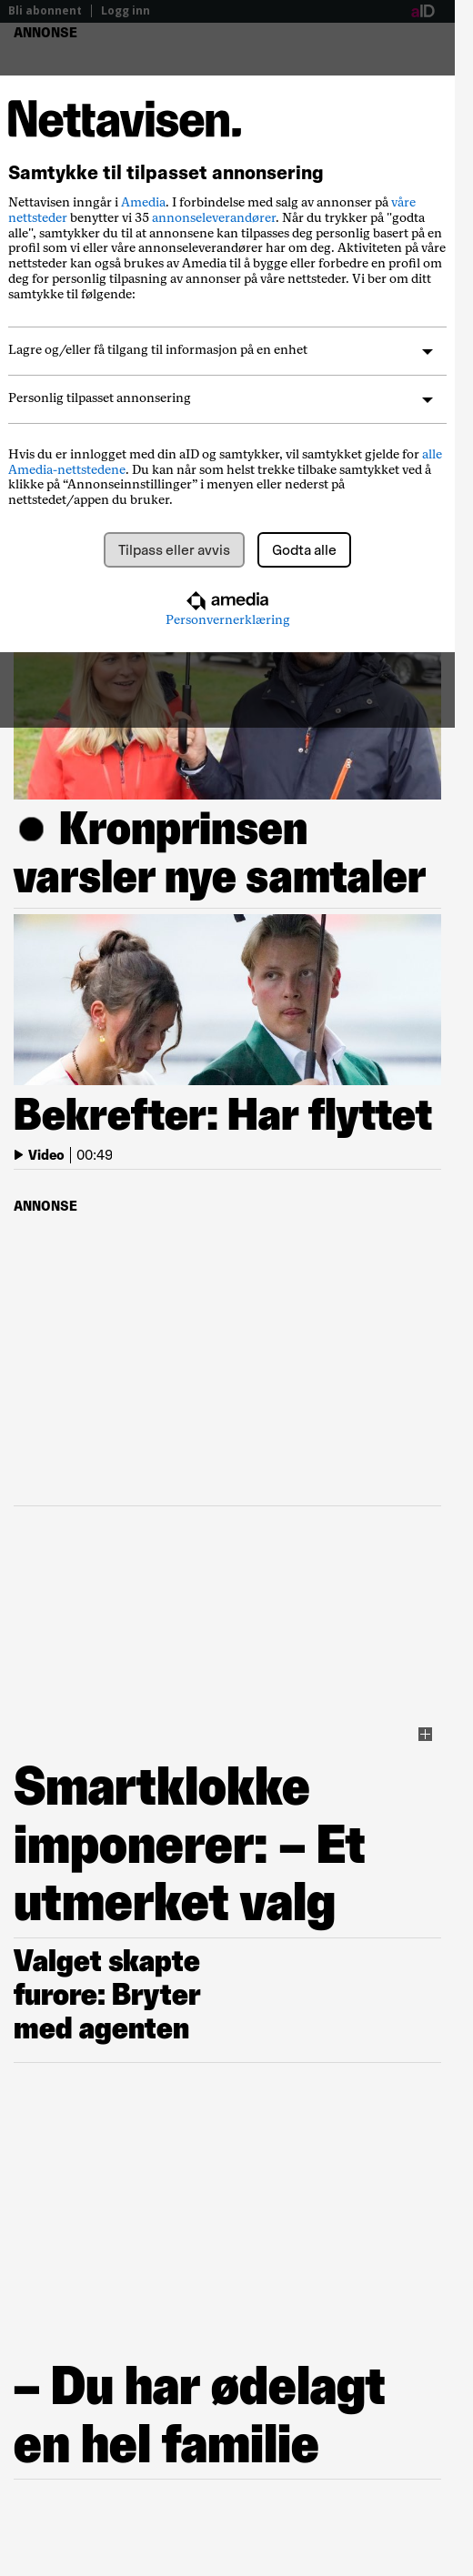 Bli abonnent | Logg inn aID
ANNONSE
Nettavisen.
Samtykke til tilpasset annonsering
Nettavisen inngår i Amedia. I forbindelse med salg av annonser på våre
nettsteder benytter vi 35 annonseleverandører. Når du trykker på "godta
alle", samtykker du til at annonsene kan tilpasses deg personlig basert på en
profil som vi eller våre annonseleverandører har om deg. Aktiviteten på våre
nettsteder kan også brukes av Amedia til å bygge eller forbedre en profil om
deg for personlig tilpasning av annonser på våre nettsteder. Vi ber om ditt
samtykke til følgende:
Lagre og/eller få tilgang til informasjon på en enhet
Personlig tilpasset annonsering
Hvis du er innlogget med din aID og samtykker, vil samtykket gjelde for alle
Amedia-nettstedene. Du kan når som helst trekke tilbake samtykket ved å
klikke på “Annonseinnstillinger” i menyen eller nederst på
nettstedet/appen du bruker.
Tilpass eller avvis Godta alle
amedia
Personvernerklæring
Kronprinsen
varsler nye samtaler
Bekrefter: Har flyttet
Video | 00:49
ANNONSE
Smartklokke
imponerer: – Et
utmerket valg
Valget skapte
furore: Bryter
med agenten
– Du har ødelagt
en hel familie